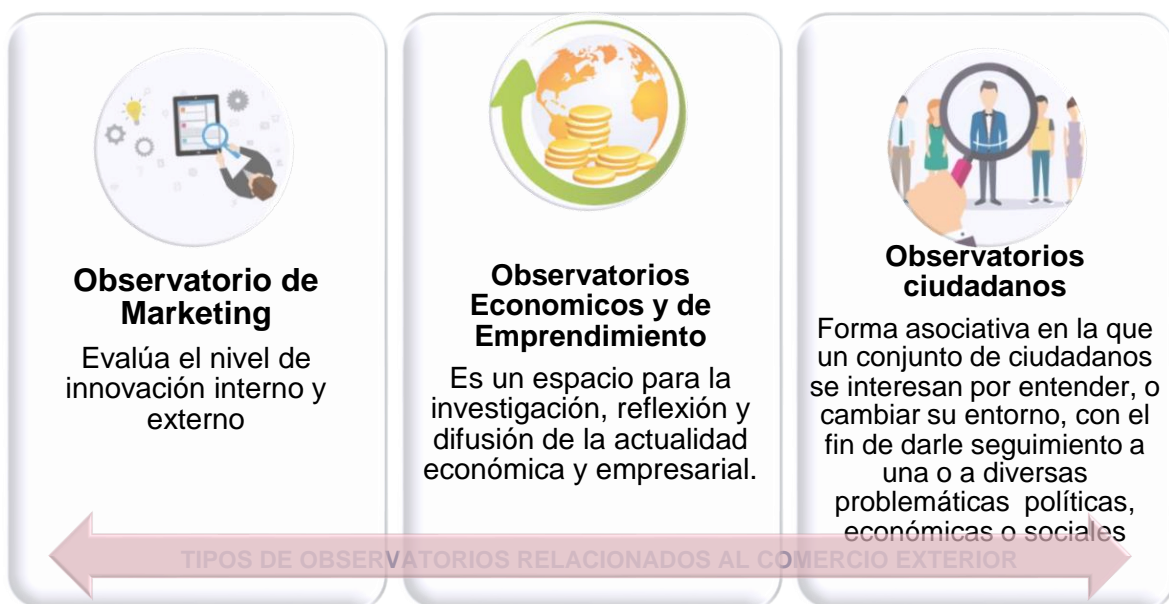 Observatorio de
Marketing
Evalúa el nivel de
innovación interno y
externo
Observatorios
Economicos y de
Emprendimiento
Es un espacio para la
investigación, reflexión y
difusión de la actualidad
económica y empresarial.
Observatorios
ciudadanos
Forma asociativa en la que
un conjunto de ciudadanos
se interesan por entender, o
cambiar su entorno, con el
fin de darle seguimiento a
una o a diversas
problemáticas políticas,
económicas o sociales
TIPOS DE OBSERVATORIOS RELACIONADOS AL COMERCIO EXTERIOR